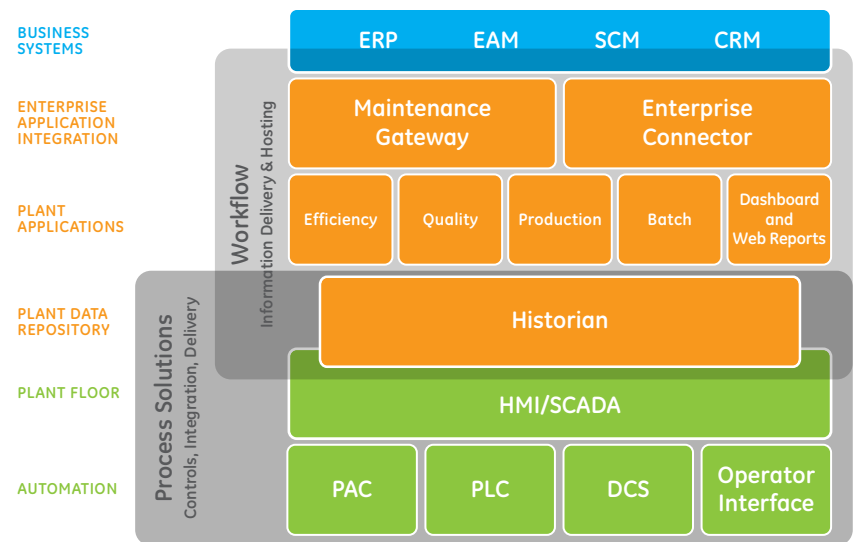 BUSINESS
SYSTEMS
ERP EAM SCM CRM
ENTERPRISE
APPLICATION
INTEGRATION
Maintenance
Gateway
Enterprise
Connector
Workflow
Information Delivery & Hosting
PLANT
APPLICATIONS
Efficiency
Quality
Production
Batch
Dashboard
and
Web Reports
PLANT DATA
REPOSITORY
Historian
Process Solutions
Controls, Integration, Delivery
PLANT FLOOR
HMI/SCADA
AUTOMATION
PAC
PLC
DCS
Operator
Interface